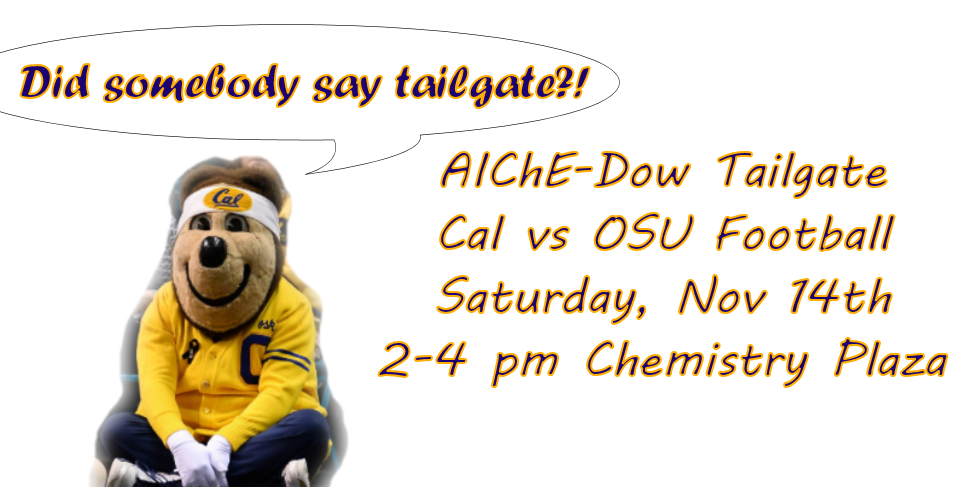 Did somebody say tailgate?!
Cal
AIChE-Dow Tailgate
Cal vs OSU Football
Saturday, Nov 14th
2-4 pm Chemistry Plaza
C